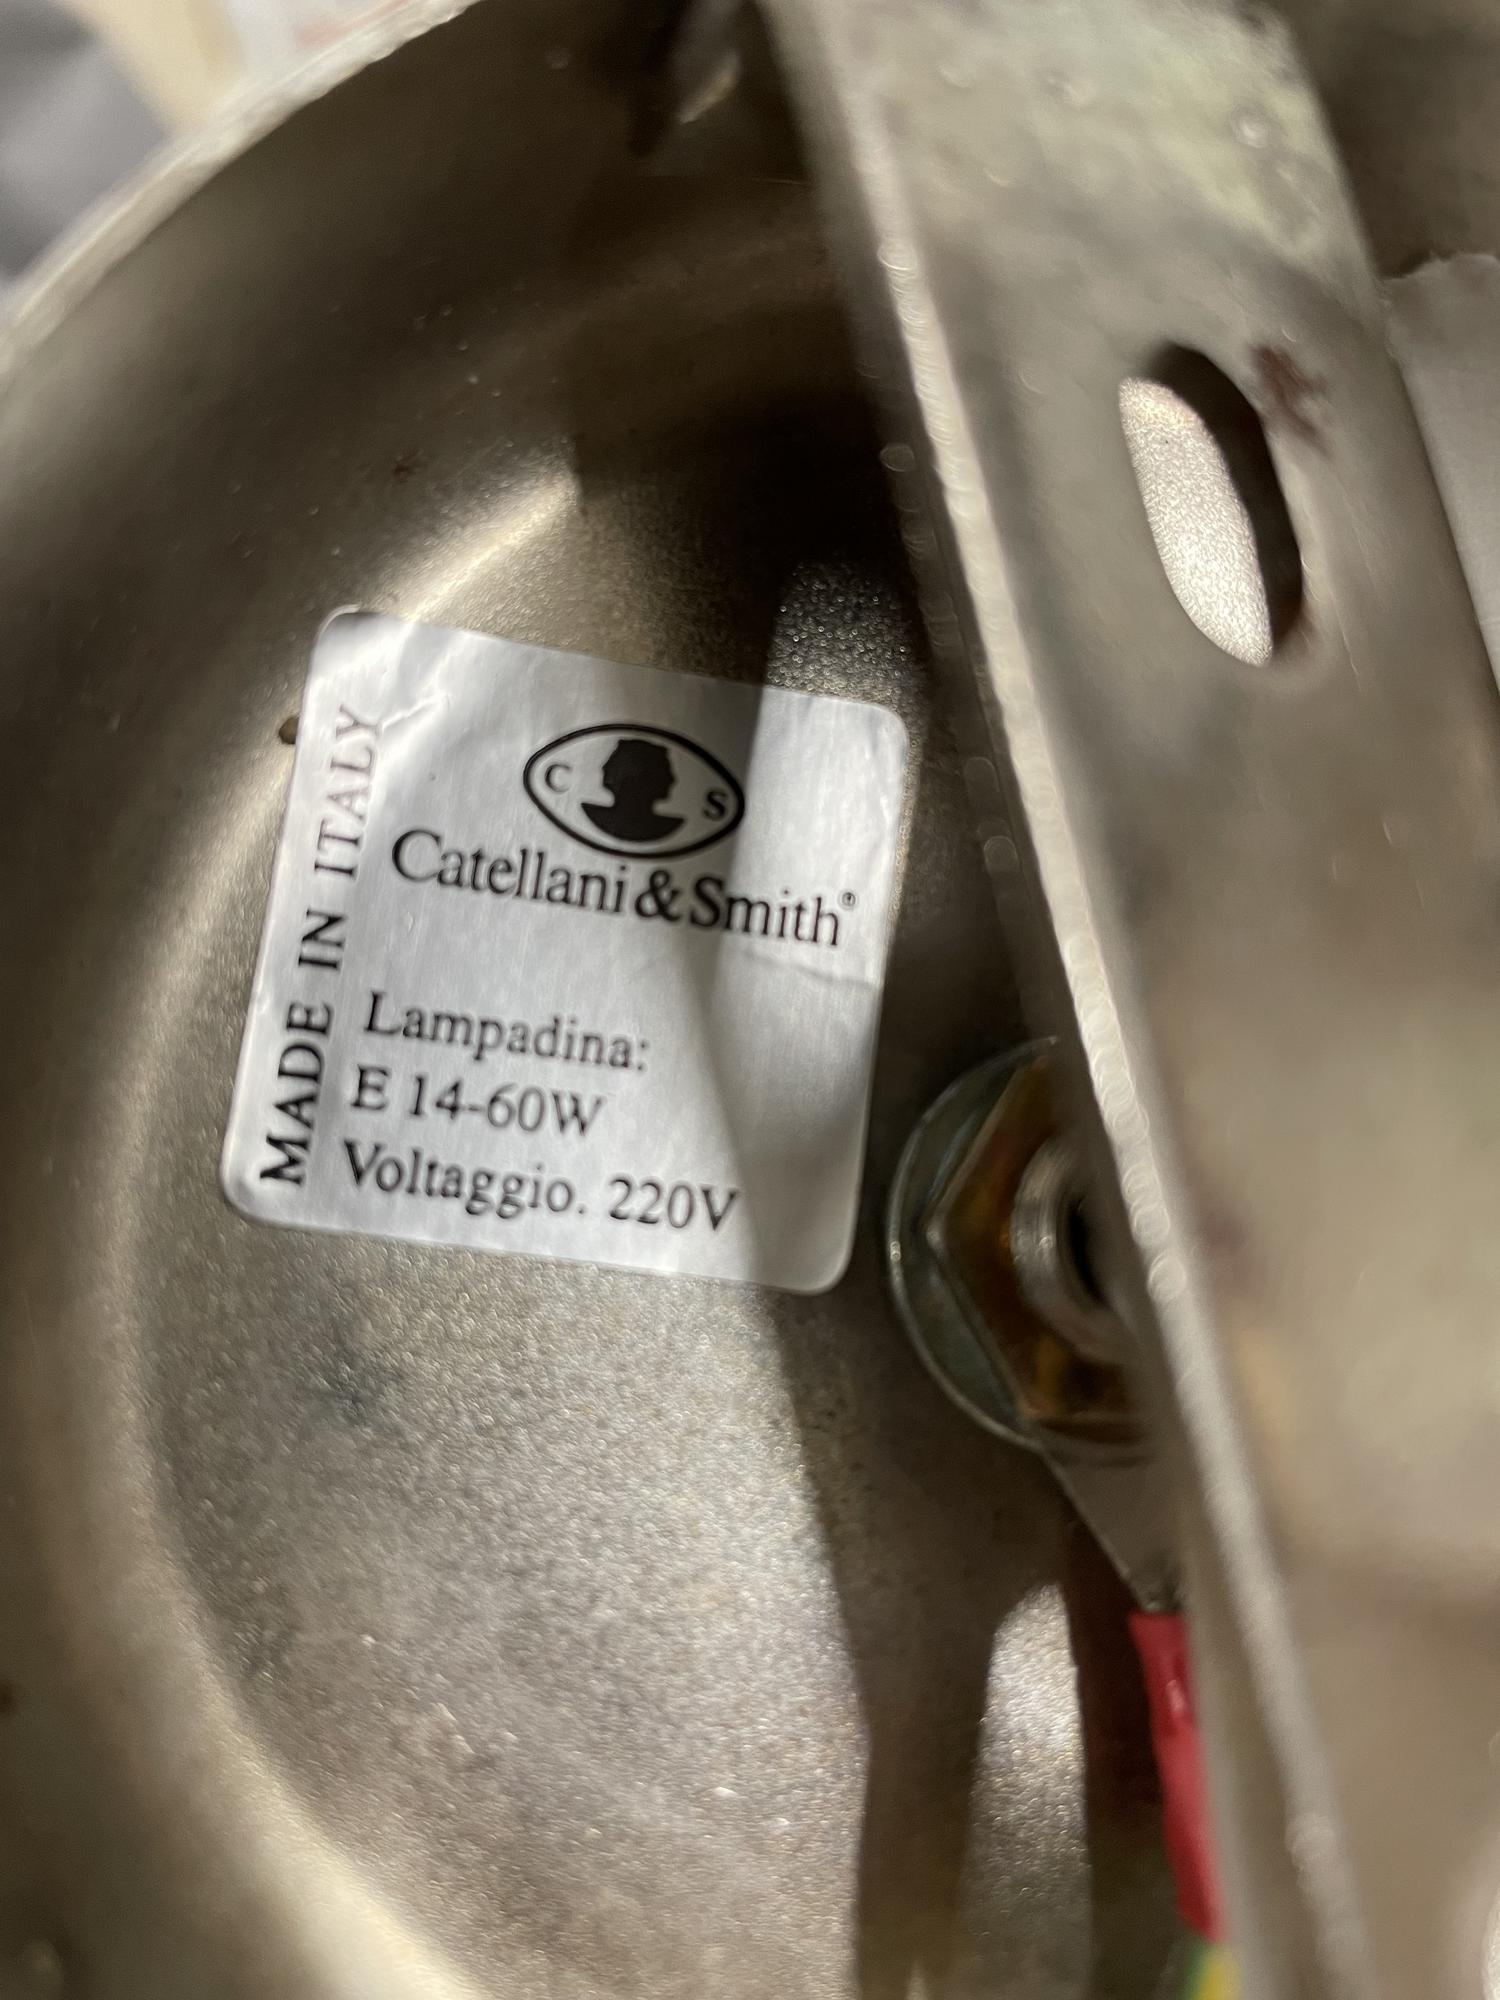 C S
Catellani & Smith®
Lampadina:
E 14-60W
Voltaggio. 220V
MADE IN ITALY